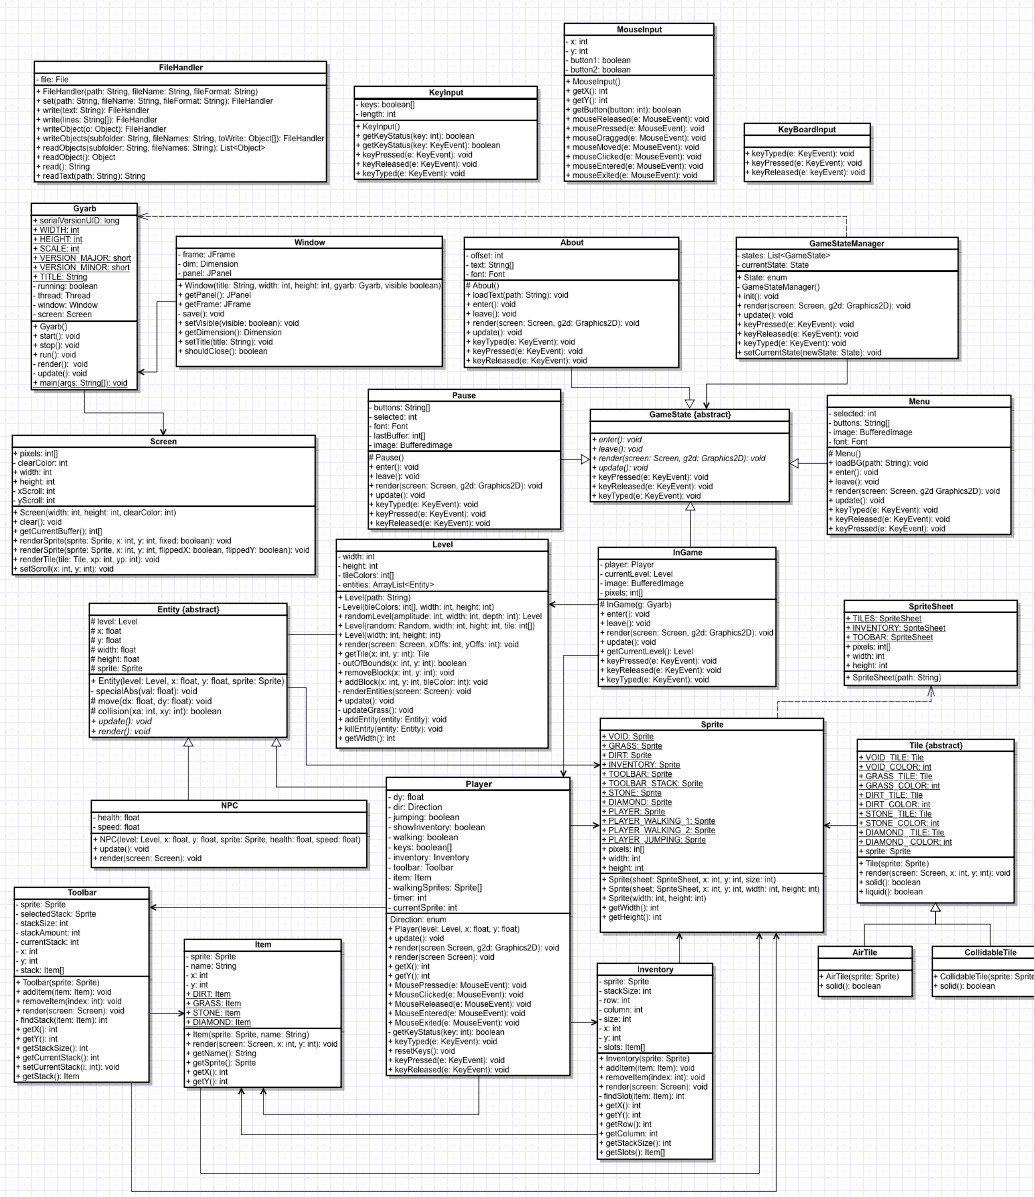 MouseInput
- x: int
- y: int
- button1: boolean
- button2: boolean
+ MouseInput()
+ getX(): int
+ getY(): int
+ getButton(button: int): boolean
+ mouseReleased(e: MouseEvent): void
+ mousePressed(e: MouseEvent): void
+ mouseDragged(e: MouseEvent): void
+ mouseMoved(e: MouseEvent): void
+ mouseClicked(e: MouseEvent): void
+ mouseEntered(e: MouseEvent): void
+ mouseExited(e: MouseEvent): void
FileHandler
- file: File
+ FileHandler(path: String, fileName: String, fileFormat: String)
+ set(path: String, fileName: String, fileFormat: String): FileHandler
+ write(text: String): FileHandler
+ write(lines: String[]): FileHandler
+ writeObject(o: Object): FileHandler
+ writeObjects(subfolder: String, fileNames: String, toWrite: Object[]): FileHandler
+ readObjects(subfolder: String, fileNames: String): List<Object>
+ readObject(): Object
+ read(): String
+ readText(path: String): String
KeyInput
- keys: boolean[]
- length: int
+ KeyInput()
+ getKeyStatus(key: int): boolean
+ getKeyStatus(key: KeyEvent): boolean
+ keyPressed(e: KeyEvent): void
+ keyReleased(e: KeyEvent): void
+ keyTyped(e: KeyEvent): void
KeyBoardInput
+ keyTyped(e: KeyEvent): void
+ keyPressed(e: KeyEvent): void
+ keyReleased(e: keyEvent): void
Gyarb
+ serialVersionUID: long
+ WIDTH: int
+ HEIGHT: int
+ SCALE: int
+ VERSION_MAJOR: short
+ VERSION_MINOR: short
+ TITLE: String
- running: boolean
- thread: Thread
- window: Window
- screen: Screen
+ Gyarb()
+ start(): void
+ stop(): void
+ run(): void
- render(): void
- update(): void
+ main(args: String[]): void
Window
- frame: JFrame
- dim: Dimension
- panel: JPanel
+ Window(title: String, width: int, height: int, gyarb: Gyarb, visible boolean)
+ getPanel(): JPanel
+ getFrame: JFrame
- save(): void
+ setVisible(visible: boolean): void
+ getDimension(): Dimension
+ setTitle(title: String): void
+ shouldClose(): boolean
About
- offset: int
- text: String[]
- font: Font
# About()
+ loadText(path: String): void
+ enter(): void
+ leave(): void
+ render(screen: Screen, g2d: Graphics2D): void
+ update(): void
+ keyTyped(e: KeyEvent): void
+ keyPressed(e: KeyEvent): void
+ keyReleased(e: KeyEvent): void
GameStateManager
- states: List<GameState>
- currentState: State
+ State: enum
- GameStateManager()
+ init(): void
+ render(screen: Screen, g2d: Graphics2D): void
+ update(): void
+ keyPressed(e: KeyEvent): void
+ keyReleased(e: KeyEvent): void
+ keyTyped(e: KeyEvent): void
- setCurrentState(newState: State): void
Pause
- buttons: String[]
- selected: int
- font: Font
- lastBuffer: int[]
- image: BufferedImage
# Pause()
+ enter(): void
+ leave(): void
+ render(screen: Screen, g2d: Graphics2D): void
+ update(): void
+ keyTyped(e: KeyEvent): void
+ keyPressed(e: KeyEvent): void
+ keyReleased(e: KeyEvent): void
GameState {abstract}
+ enter(): void
+ leave(): void
+ render(screen: Screen, g2d: Graphics2D): void
+ update(): void
+ keyPressed(e: KeyEvent): void
+ keyReleased(e: KeyEvent): void
+ keyTyped(e: KeyEvent): void
Menu
- selected: int
- buttons: String[]
- image: BufferedImage
- font: Font
# Menu()
+ loadBG(path: String): void
+ enter(): void
+ leave(): void
+ render(screen: Screen, g2d Graphics2D): void
+ update(): void
+ keyTyped(e: KeyEvent): void
+ keyReleased(e: KeyEvent): void
+ keyPressed(e: KeyEvent): void
Screen
+ pixels: int[]
- clearColor: int
+ width: int
+ height: int
- xScroll: int
- yScroll: int
+ Screen(width: int, height: int, clearColor: int)
+ clear(): void
+ getCurrentBuffer(): int[]
+ renderSprite(sprite: Sprite, x: int, y: int, fixed: boolean): void
+ renderSprite(sprite: Sprite, x: int, y: int, flippedX: boolean, flippedY: boolean): void
+ renderTile(tile: Tile, xp: int, yp: int): void
+ setScroll(x: int, y: int): void
Level
- width: int
- height: int
- tileColors: int[]
- entities: ArrayList<Entity>
+ Level(path: String)
- Level(tileColors: int[], width: int, height: int)
+ randomLevel(amplitude: int, width: int, depth: int): Level
+ Level(random: Random, width: int, hight: int, tile: int[])
+ Level(width: int, height: int)
+ render(screen: Screen, xOffs: int, yOffs: int): void
+ getTile(x: int, y: int): Tile
- outOfBounds(x: int, y: int): boolean
+ removeBlock(x: int, y: int): void
+ addBlock(x: int, y: int, tileColor: int): void
- renderEntities(screen: Screen): void
+ update(): void
- updateGrass(): void
+ addEntity(entity: Entity): void
+ killEntity(entity: Entity): void
+ getWidth(): int
InGame
- player: Player
- currentLevel: Level
- image: BufferedImage
- pixels: int[]
# InGame(g: Gyarb)
+ enter(): void
+ leave(): void
+ render(screen: Screen, g2d: Graphics2D): void
+ update(): void
+ getCurrentLevel(): Level
+ keyPressed(e: KeyEvent): void
+ keyReleased(e: KeyEvent): void
+ keyTyped(e: KeyEvent): void
SpriteSheet
+ TILES: SpriteSheet
+ INVENTORY: SpriteSheet
+ TOOBAR: SpriteSheet
+ pixels: int[]
+ width: int
+ height: int
+ SpriteSheet(path: String)
Entity {abstract}
# level: Level
# x: float
# y: float
# width: float
# height: float
# sprite: Sprite
+ Entity(level: Level, x: float, y: float, sprite: Sprite)
- specialAbs(val: float): void
# move(dx: float, dy: float): void
# collision(xa: int, xy: int): boolean
+ update(): void
+ render(): void
Sprite
+ VOID: Sprite
+ GRASS: Sprite
+ DIRT: Sprite
+ INVENTORY: Sprite
+ TOOLBAR: Sprite
+ TOOLBAR_STACK: Sprite
+ STONE: Sprite
+ DIAMOND: Sprite
+ PLAYER: Sprite
+ PLAYER_WALKING_1: Sprite
+ PLAYER_WALKING_2: Sprite
+ PLAYER_JUMPING: Sprite
+ pixels: in[]
+ width: int
+ height: int
+ Sprite(sheet: SpriteSheet, x: int, y: int, size: int)
+ Sprite(sheet: SpriteSheet, x: int, y: int, width: int, height: int)
+ Sprite(width: int, height: int)
+ getWidth(): int
+ getHeight(): int
Tile {abstract}
+ VOID_TILE: Tile
+ VOID_COLOR: int
+ GRASS_TILE: Tile
+ GRASS_COLOR: int
+ DIRT_TILE: Tile
+ DIRT_COLOR: int
+ STONE_TILE: Tile
+ STONE_COLOR: int
+ DIAMOND_TILE: Tile
+ DIAMOND_COLOR: int
+ sprite: Sprite
+ Tile(sprite: Sprite)
+ render(screen: Screen, x: int, y: int): void
+ solid(): boolean
+ liquid(): boolean
NPC
- health: float
- speed: float
+ NPC(level: Level, x: float, y: float, sprite: Sprite, health: float, speed: float)
+ update(): void
+ render(screen: Screen): void
Player
- dy: float
- dir: Direction
- jumping: boolean
- showInventory: boolean
- walking: boolean
- keys: boolean[]
- inventory: Inventory
- toolbar: Toolbar
- item: Item
- walkingSprites: Sprite[]
- timer: int
- currentSprite: int
Direction: enum
+ Player(level: Level, x: float, y: float)
+ update(): void
+ render(screen Screen, g2d: Graphics2D): void
+ render(screen Screen): void
+ getX(): int
+ getY(): int
+ MousePressed(e: MouseEvent): void
+ MouseClicked(e: MouseEvent): void
+ MouseReleased(e: MouseEvent): void
+ MouseEntered(e: MouseEvent): void
+ MouseExited(e: MouseEvent): void
- getKeyStatus(key: int): boolean
+ keyTyped(e: KeyEvent): void
+ resetKeys(): void
+ keyPressed(e: KeyEvent): void
+ keyReleased(e: KeyEvent): void
Toolbar
- sprite: Sprite
- selectedStack: Sprite
- stackSize: int
- stackAmount: int
- currentStack: int
- x: int
- y: int
- stack: Item[]
+ Toolbar(sprite: Sprite)
+ addItem(item: Item): void
+ removeItem(index: int): void
+ render(screen: Screen): void
- findStack(item: Item): int
+ getX(): int
+ getY(): int
+ getStackSize(): int
+ getCurrentStack(): int
+ setCurrentStack(i: int): void
+ getStack(): Item
Item
- sprite: Sprite
- name: String
- x: int
- y: int
+ DIRT: Item
+ GRASS: Item
+ STONE: Item
+ DIAMOND: Item
+ Item(sprite: Sprite, name: String)
+ render(screen: Screen, x: int, y: int): void
+ getName(): String
+ getSprite(): Sprite
+ getX(): int
+ getY(): int
AirTile
+ AirTile(sprite: Sprite)
+ solid(): boolean
CollidableTile
+ CollidableTile(sprite: Sprite
+ solid(): boolean
Inventory
- sprite: Sprite
- stackSize: int
- row: int
- column: int
- size: int
- x: int
- y: int
- slots: Item[]
+ Inventory(sprite: Sprite)
+ addItem(item: Item): void
+ removeItem(index: int): void
+ render(screen: Screen): void
- findSlot(item: Item): int
+ getX(): int
+ getY(): int
+ getRow(): int
+ getColumn: int
+ getStackSize(): int
+ getSlots(): Item[]